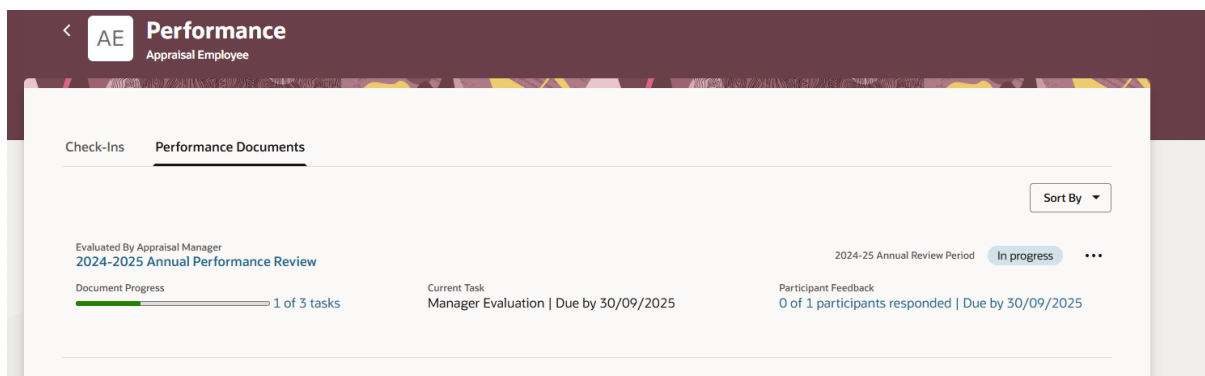 AE
Performance
Appraisal Employee
Check-Ins Performance Documents
Sort By
Evaluated By Appraisal Manager
2024-2025 Annual Performance Review
2024-25 Annual Review Period In progress
Document Progress
1 of 3 tasks
Current Task
Manager Evaluation | Due by 30/09/2025
Participant Feedback
0 of 1 participants responded | Due by 30/09/2025